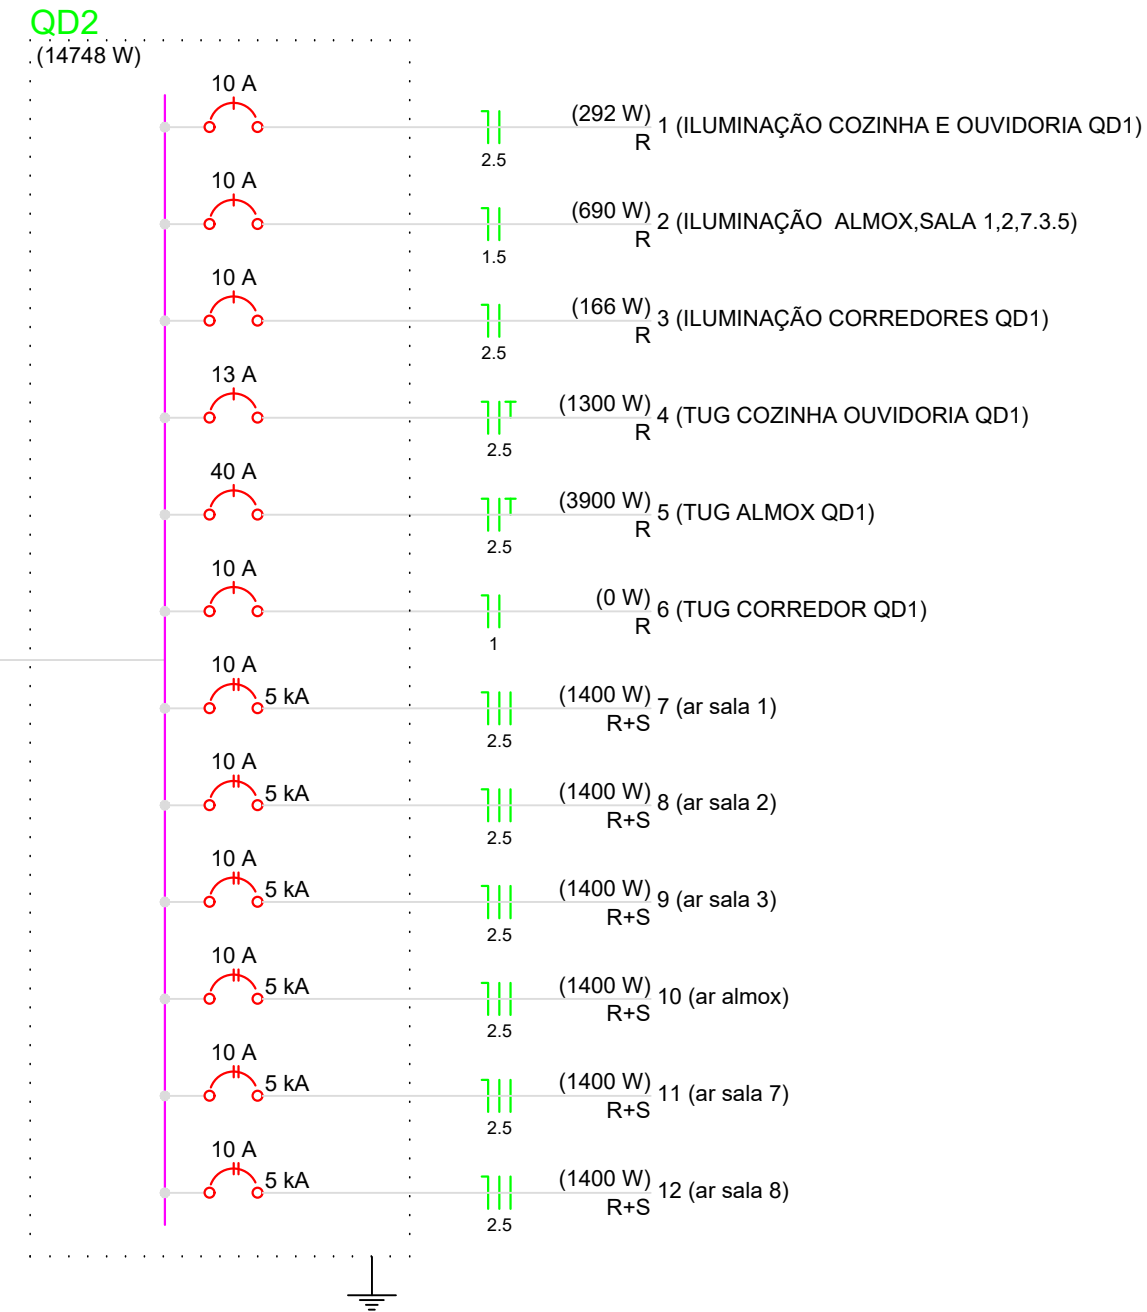 QD2
(14748 W)
10 A
2.5
(292 W)
R
1 (ILUMINAÇÃO COZINHA E OUVIDORIA QD1)
10 A
1.5
(690 W)
R
2 (ILUMINAÇÃO  ALMOX,SALA 1,2,7.3.5)
10 A
2.5
(166 W)
R
3 (ILUMINAÇÃO CORREDORES QD1)
13 A
T
2.5
(1300 W)
R
4 (TUG COZINHA OUVIDORIA QD1)
40 A
T
2.5
(3900 W)
R
5 (TUG ALMOX QD1)
10 A
1
(0 W)
R
6 (TUG CORREDOR QD1)
10 A
5 kA
2.5
(1400 W)
R+S
7 (ar sala 1)
10 A
5 kA
2.5
(1400 W)
R+S
8 (ar sala 2)
10 A
5 kA
2.5
(1400 W)
R+S
9 (ar sala 3)
10 A
5 kA
2.5
(1400 W)
R+S
10 (ar almox)
10 A
5 kA
2.5
(1400 W)
R+S
11 (ar sala 7)
10 A
5 kA
2.5
(1400 W)
R+S
12 (ar sala 8)